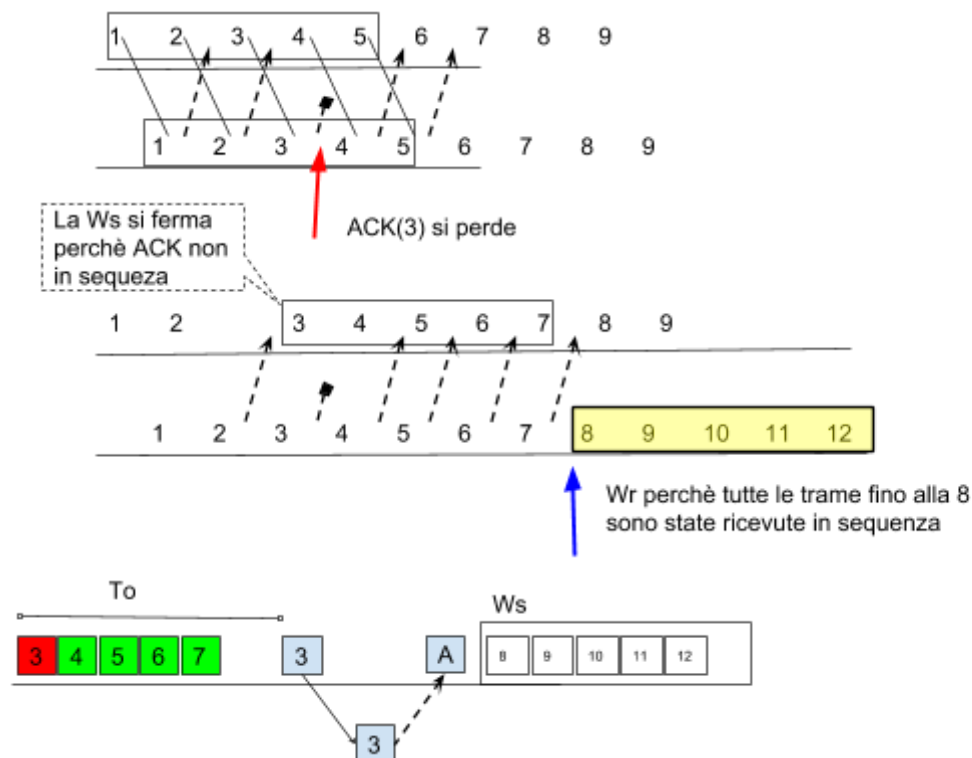 1 2 3 4 5 6 7 8 9
1 2 3 4 5 6 7 8 9
ACK(3) si perde
La Ws si ferma
perchè ACK non
in sequeza
1 2 3 4 5 6 7 8 9
1 2 3 4 5 6 7 8 9 10 11 12
Wr perchè tutte le trame fino alla 8
sono state ricevute in sequenza
To
Ws
3 4 5 6 7 3 A 8 9 10 11 12
3